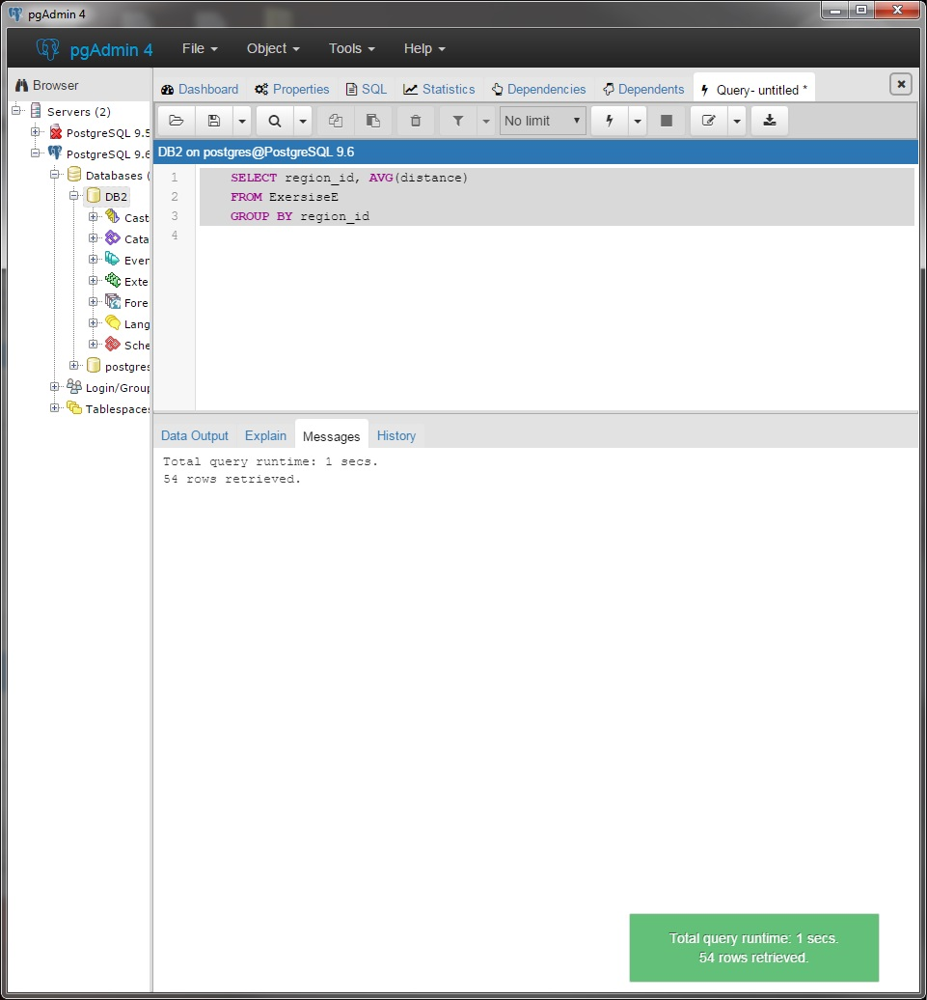 pgAdmin 4
pgAdmin 4 File Object Tools Help
Browser
Servers (2)
PostgreSQL 9.5
PostgreSQL 9.6
Databases (
DB2
Cast
Cata
Even
Exte
Fore
Lang
Sche
postgres
Login/Group
Tablespaces
Dashboard Properties SQL Statistics Dependencies Dependents Query- untitled *
No limit
DB2 on postgres@PostgreSQL 9.6
1 SELECT region_id, AVG(distance)
2 FROM ExersiseE
3 GROUP BY region_id
4
Data Output Explain Messages History
Total query runtime: 1 secs.
54 rows retrieved.
Total query runtime: 1 secs.
54 rows retrieved.